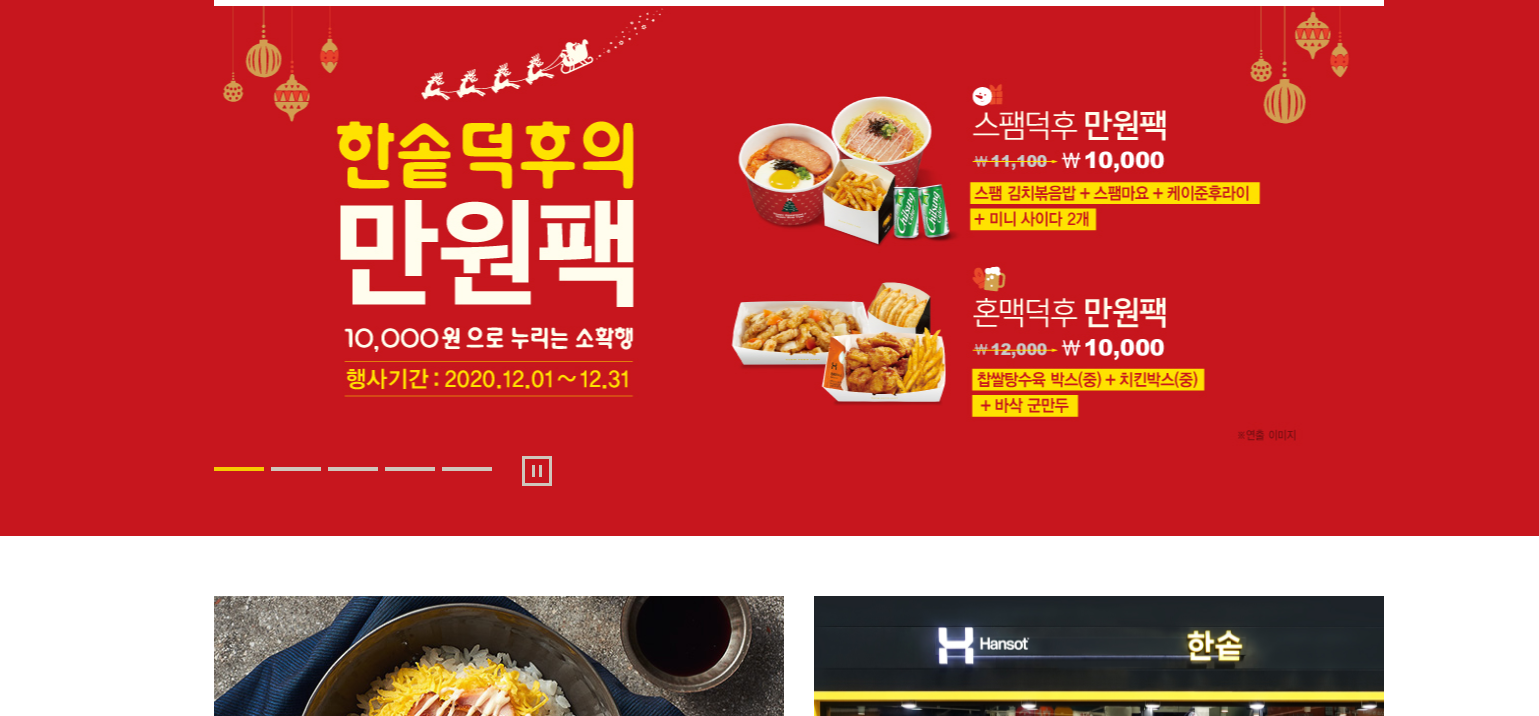 한솥 덕후의
만원팩
10,000원 으로 누리는 소확행
행사기간 : 2020.12.01~12.31
스팸덕후 만원팩
₩11,100 ₩10,000
스팸 김치볶음밥 + 스팸마요 + 케이준후라이
+ 미니 사이다 2개
Chilsung
Chilsung
혼맥덕후 만원팩
₩12,000 ₩10,000
찹쌀탕수육 박스(중) + 치킨박스(중)
+ 바삭 군만두
※연출 이미지
H Hansot 한솥